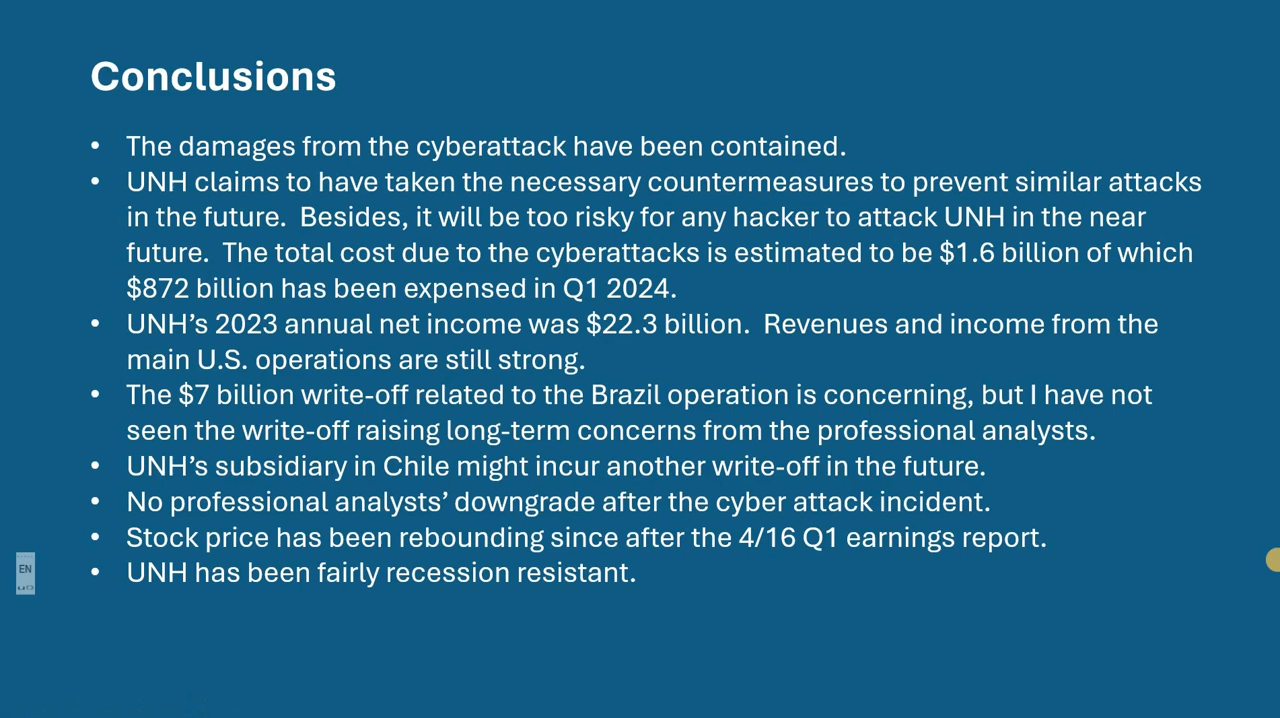 Conclusions
• The damages from the cyberattack have been contained.
• UNH claims to have taken the necessary countermeasures to prevent similar attacks
in the future.  Besides, it will be too risky for any hacker to attack UNH in the near
future.  The total cost due to the cyberattacks is estimated to be $1.6 billion of which
$872 billion has been expensed in Q1 2024.
• UNH’s 2023 annual net income was $22.3 billion.  Revenues and income from the
main U.S. operations are still strong.
• The $7 billion write-off related to the Brazil operation is concerning, but I have not
seen the write-off raising long-term concerns from the professional analysts.
• UNH’s subsidiary in Chile might incur another write-off in the future.
• No professional analysts’ downgrade after the cyber attack incident.
• Stock price has been rebounding since after the 4/16 Q1 earnings report.
EN
• UNH has been fairly recession resistant.